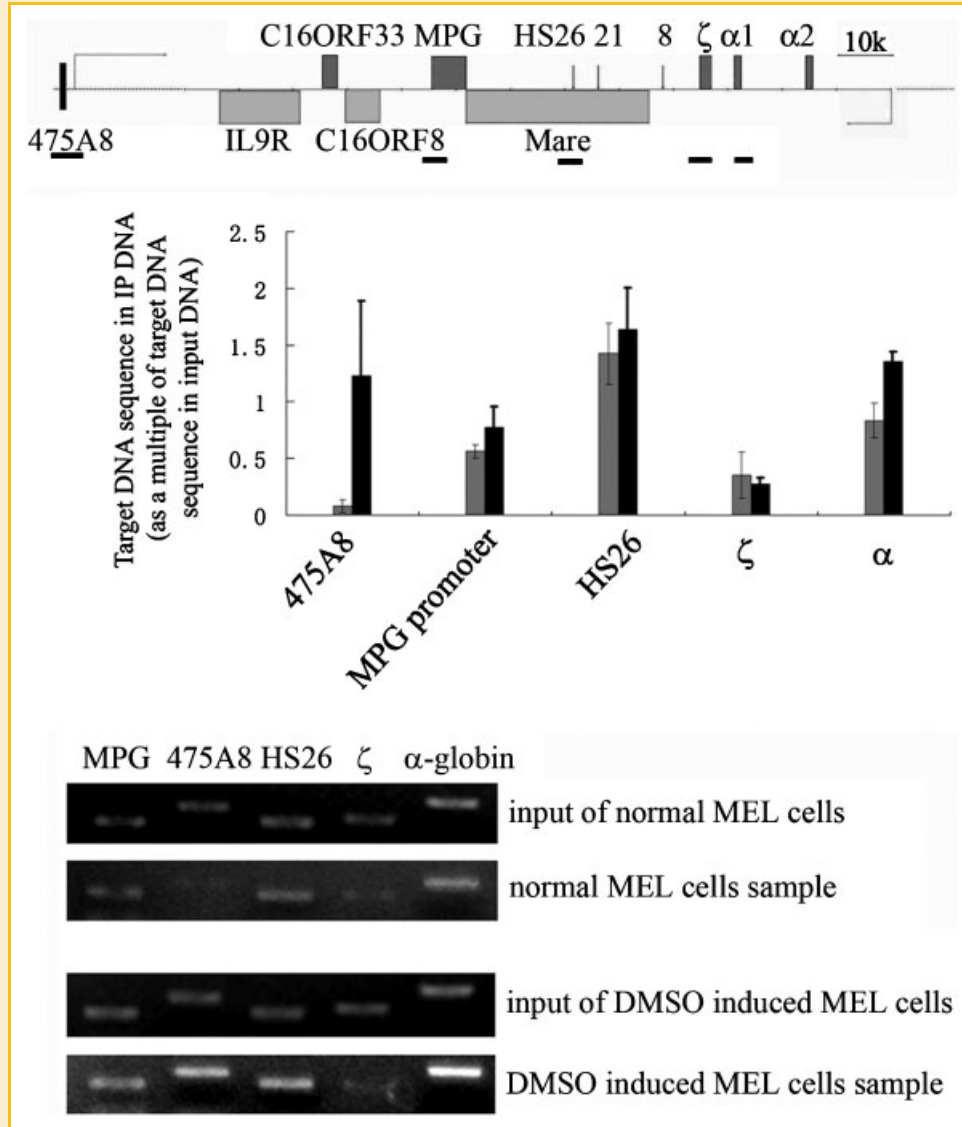 C16ORF33 MPG HS26 21 8 ζ α1 α2 10k
475A8 IL9R C16ORF8 Mare
Target DNA sequence in IP DNA
(as a multiple of target DNA
sequence in input DNA)
2.5
2
1.5
1
0.5
0
475A8 MPG promoter HS26 ζ α
MPG 475A8 HS26 ζ α-globin
input of normal MEL cells
normal MEL cells sample
input of DMSO induced MEL cells
DMSO induced MEL cells sample